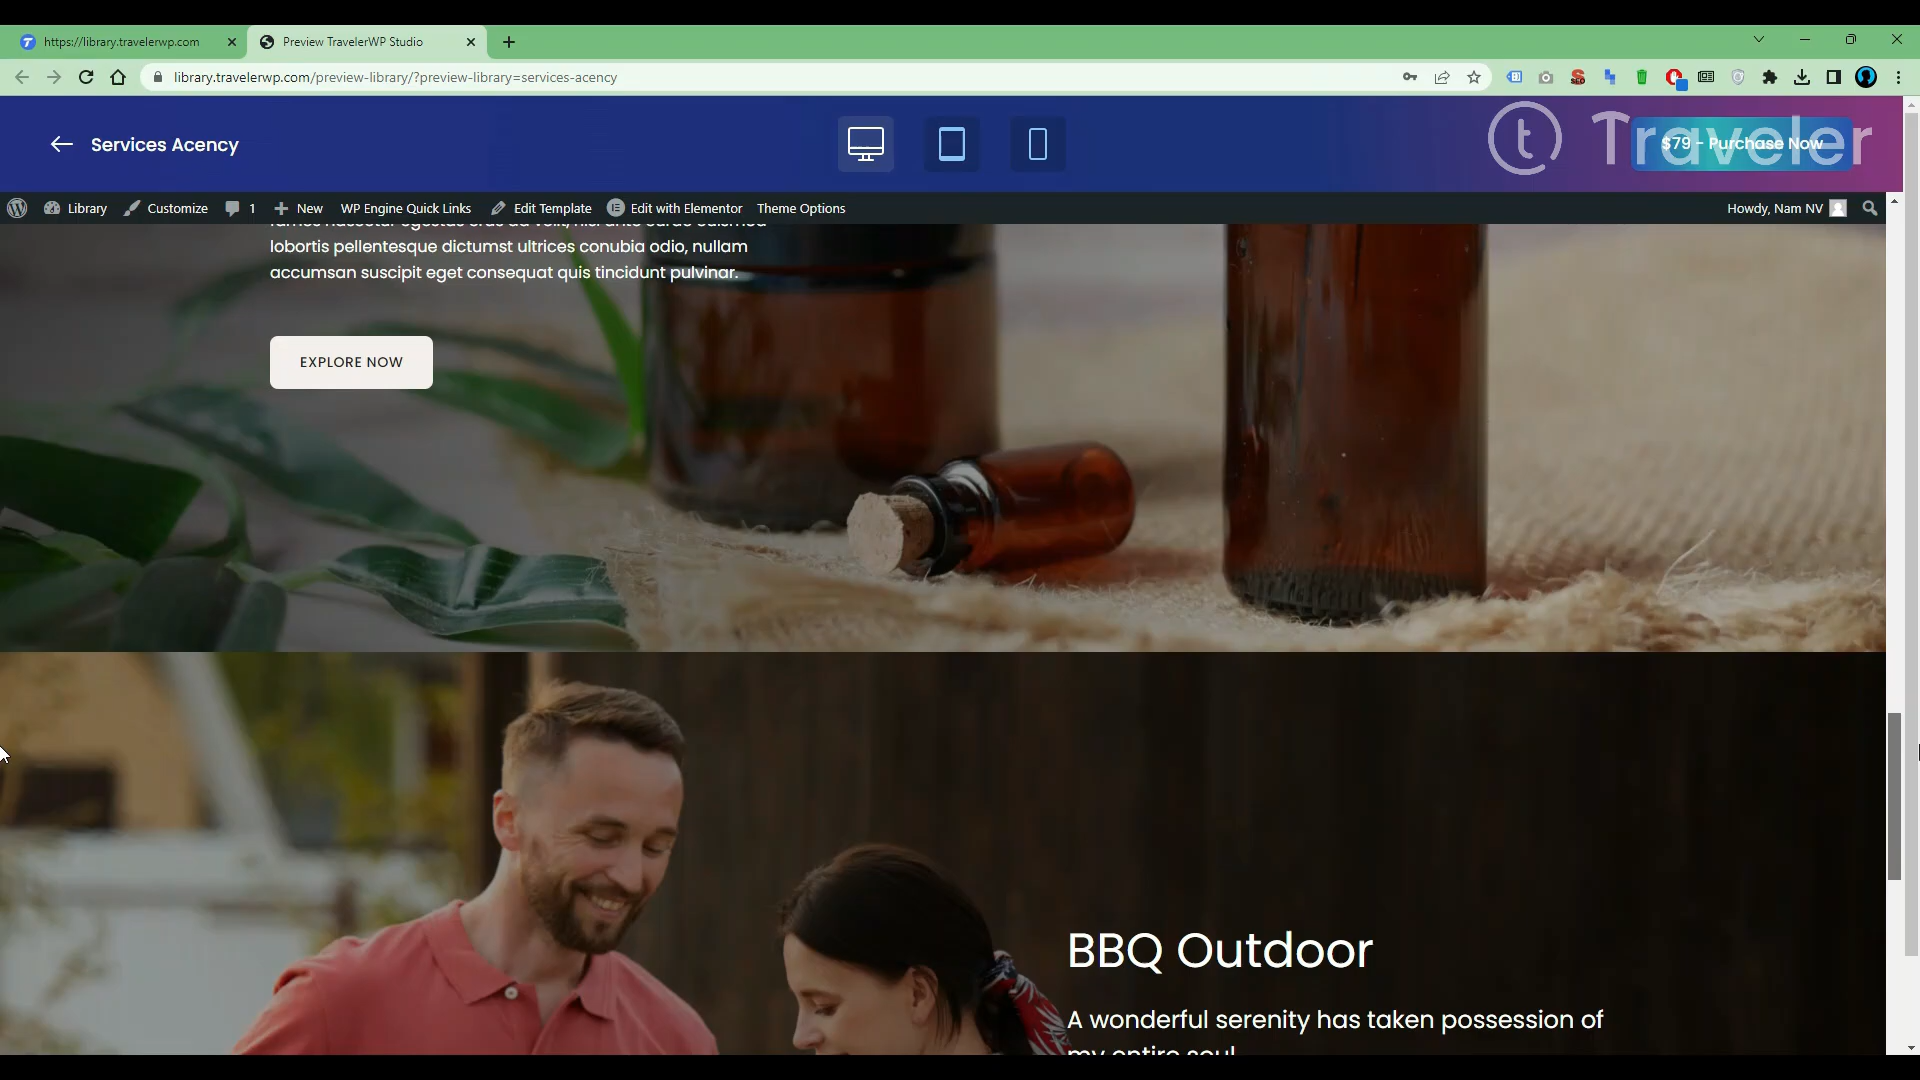 https://library.travelerwp.com
Preview TravelerWP Studio
library.travelerwp.com/preview-library/?preview-library=services-acency
Services Acency
$79 - Purchase Now
Traveler
Library
Customize
1
New
WP Engine Quick Links
Edit Template
Edit with Elementor
Theme Options
Howdy, Nam NV
lobortis pellentesque dictumst ultrices conubia odio, nullam
accumsan suscipit eget consequat quis tincidunt pulvinar.
EXPLORE NOW
BBQ Outdoor
A wonderful serenity has taken possession of
my entire soul